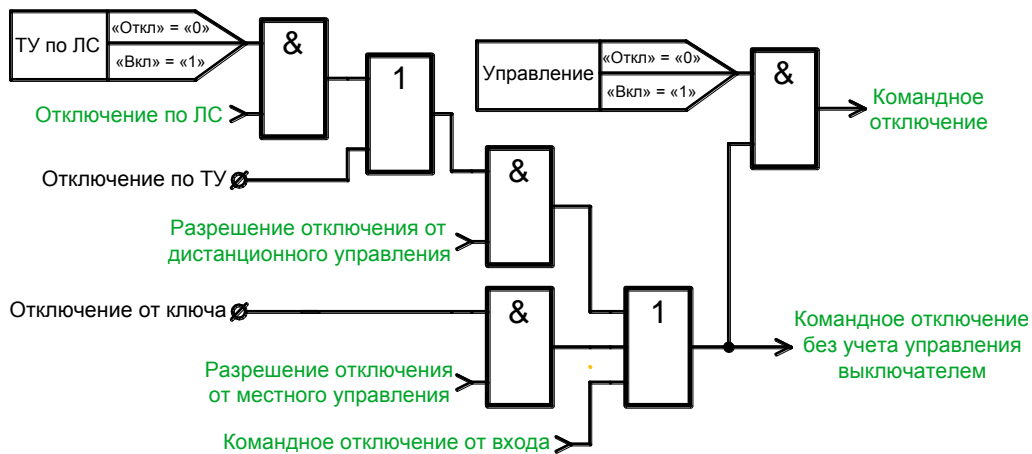 ТУ по ЛС
«Откл» = «0»
«Вкл» = «1»
&
1
Управление
«Откл» = «0»
«Вкл» = «1»
&
Командное
отключение
Отключение по ЛС
Отключение по ТУ
&
Разрешение отключения от
дистанционного управления
Отключение от ключа
&
1
Командное отключение
без учета управления
выключателем
Разрешение отключения
от местного управления
Командное отключение от входа